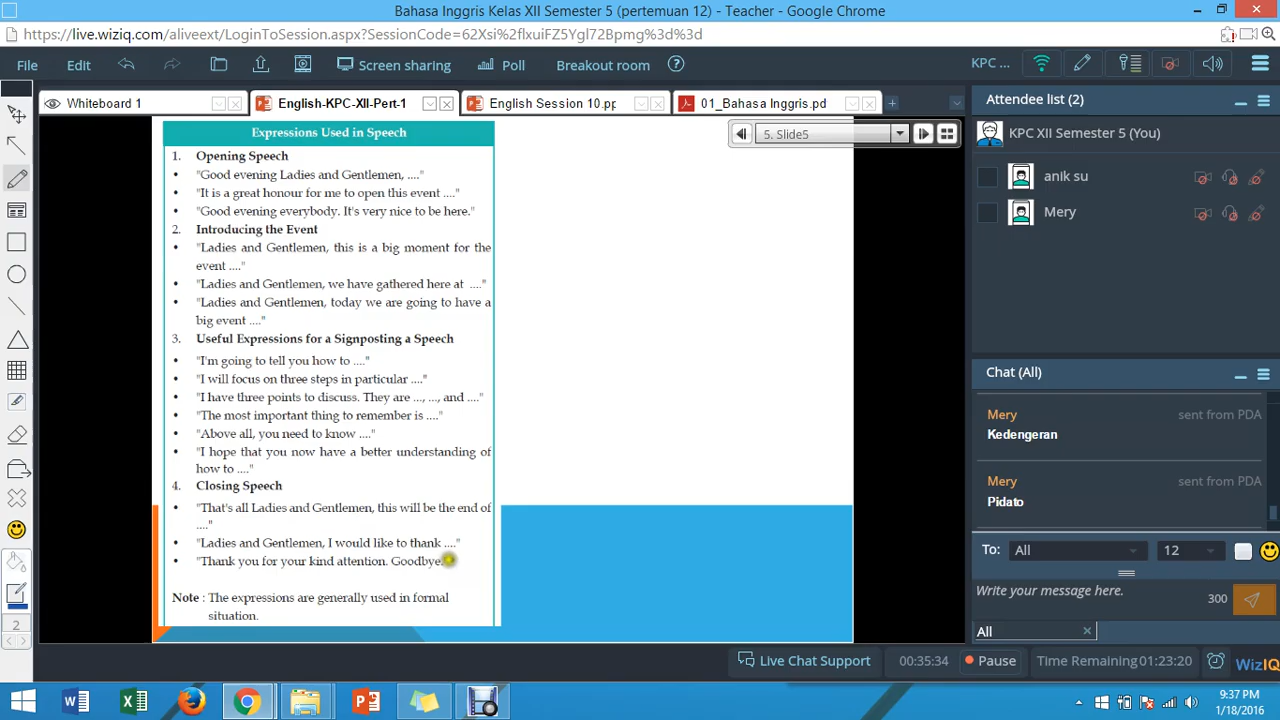 Bahasa Inggris Kelas XII Semester 5 (pertemuan 12) - Teacher - Google Chrome
https://live.wiziq.com/aliveext/LoginToSession.aspx?SessionCode=62Xsi%2flxuiFZ5Ygl72Bpmg%3d%3d
File Edit Screen sharing Poll Breakout room ? KPC ...
Whiteboard 1 English-KPC-XII-Pert-1 English Session 10.pp 01_Bahasa Inggris.pd
5. Slide5
Expressions Used in Speech
1. Opening Speech
• "Good evening Ladies and Gentlemen, ...."
• "It is a great honour for me to open this event ...."
• "Good evening everybody. It's very nice to be here."
2. Introducing the Event
• "Ladies and Gentlemen, this is a big moment for the
event ...."
• "Ladies and Gentlemen, we have gathered here at ...."
• "Ladies and Gentlemen, today we are going to have a
big event ...."
3. Useful Expressions for a Signposting a Speech
• "I'm going to tell you how to ...."
• "I will focus on three steps in particular ...."
• "I have three points to discuss. They are ..., ..., and ...."
• "The most important thing to remember is ...."
• "Above all, you need to know ...."
• "I hope that you now have a better understanding of
how to ...."
4. Closing Speech
• "That's all Ladies and Gentlemen, this will be the end of
...."
• "Ladies and Gentlemen, I would like to thank ...."
• "Thank you for your kind attention. Goodbye.
Note : The expressions are generally used in formal
situation.
Attendee list (2)
KPC XII Semester 5 (You)
anik su
Mery
Chat (All)
Mery sent from PDA
Kedengeran
Mery sent from PDA
Pidato
To: All 12
Write your message here. 300
All
2
Live Chat Support 00:35:34 Pause Time Remaining 01:23:20 WizIQ
9:37 PM
1/18/2016